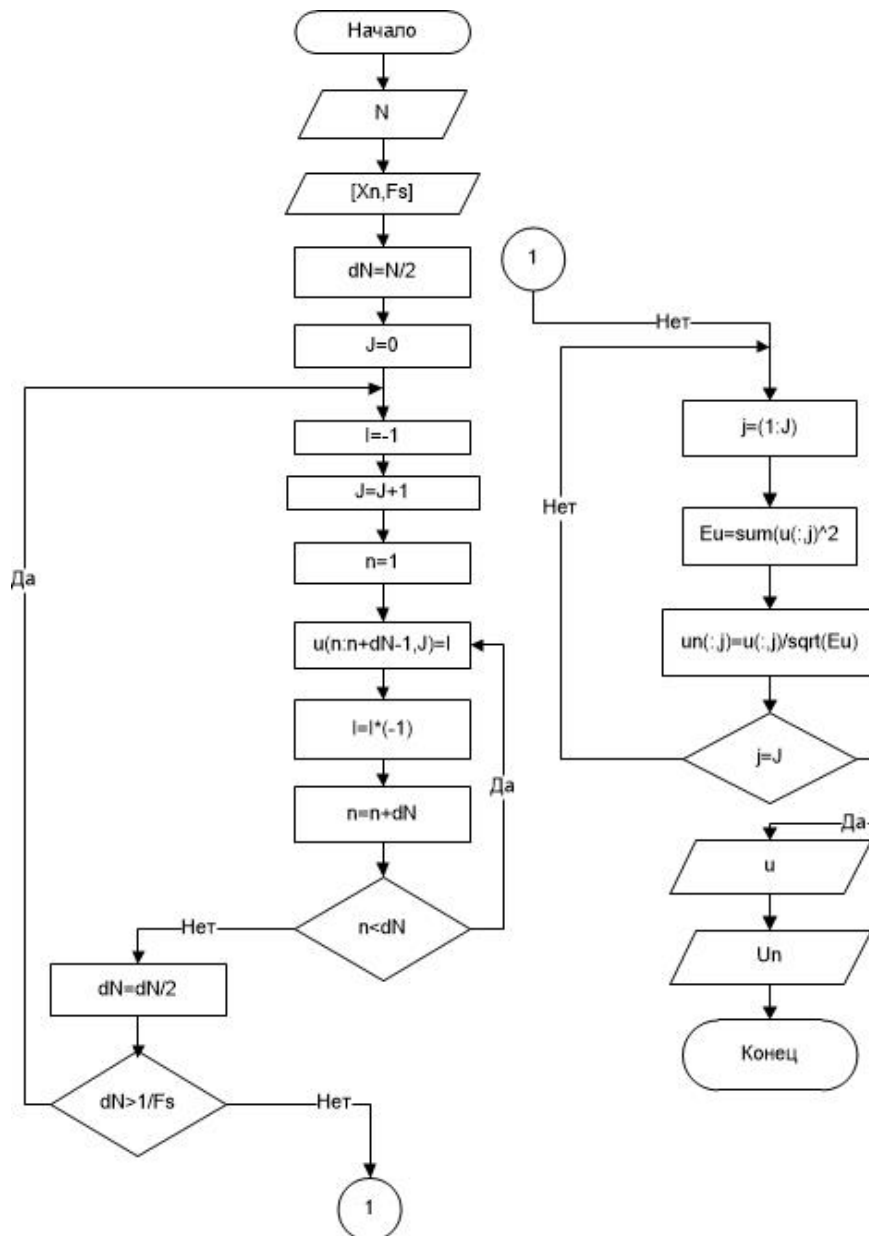 Начало
N
[Xn,Fs]
dN=N/2
J=0
I=-1
J=J+1
n=1
u(n:n+dN-1,J)=I
I=I*(-1)
n=n+dN
Да
n<dN
Нет
dN=dN/2
Да
dN>1/Fs
Нет
1
1
Нет
j=(1:J)
Нет
Eu=sum(u(:,j)^2
un(:,j)=u(:,j)/sqrt(Eu)
j=J
Да
u
Un
Конец